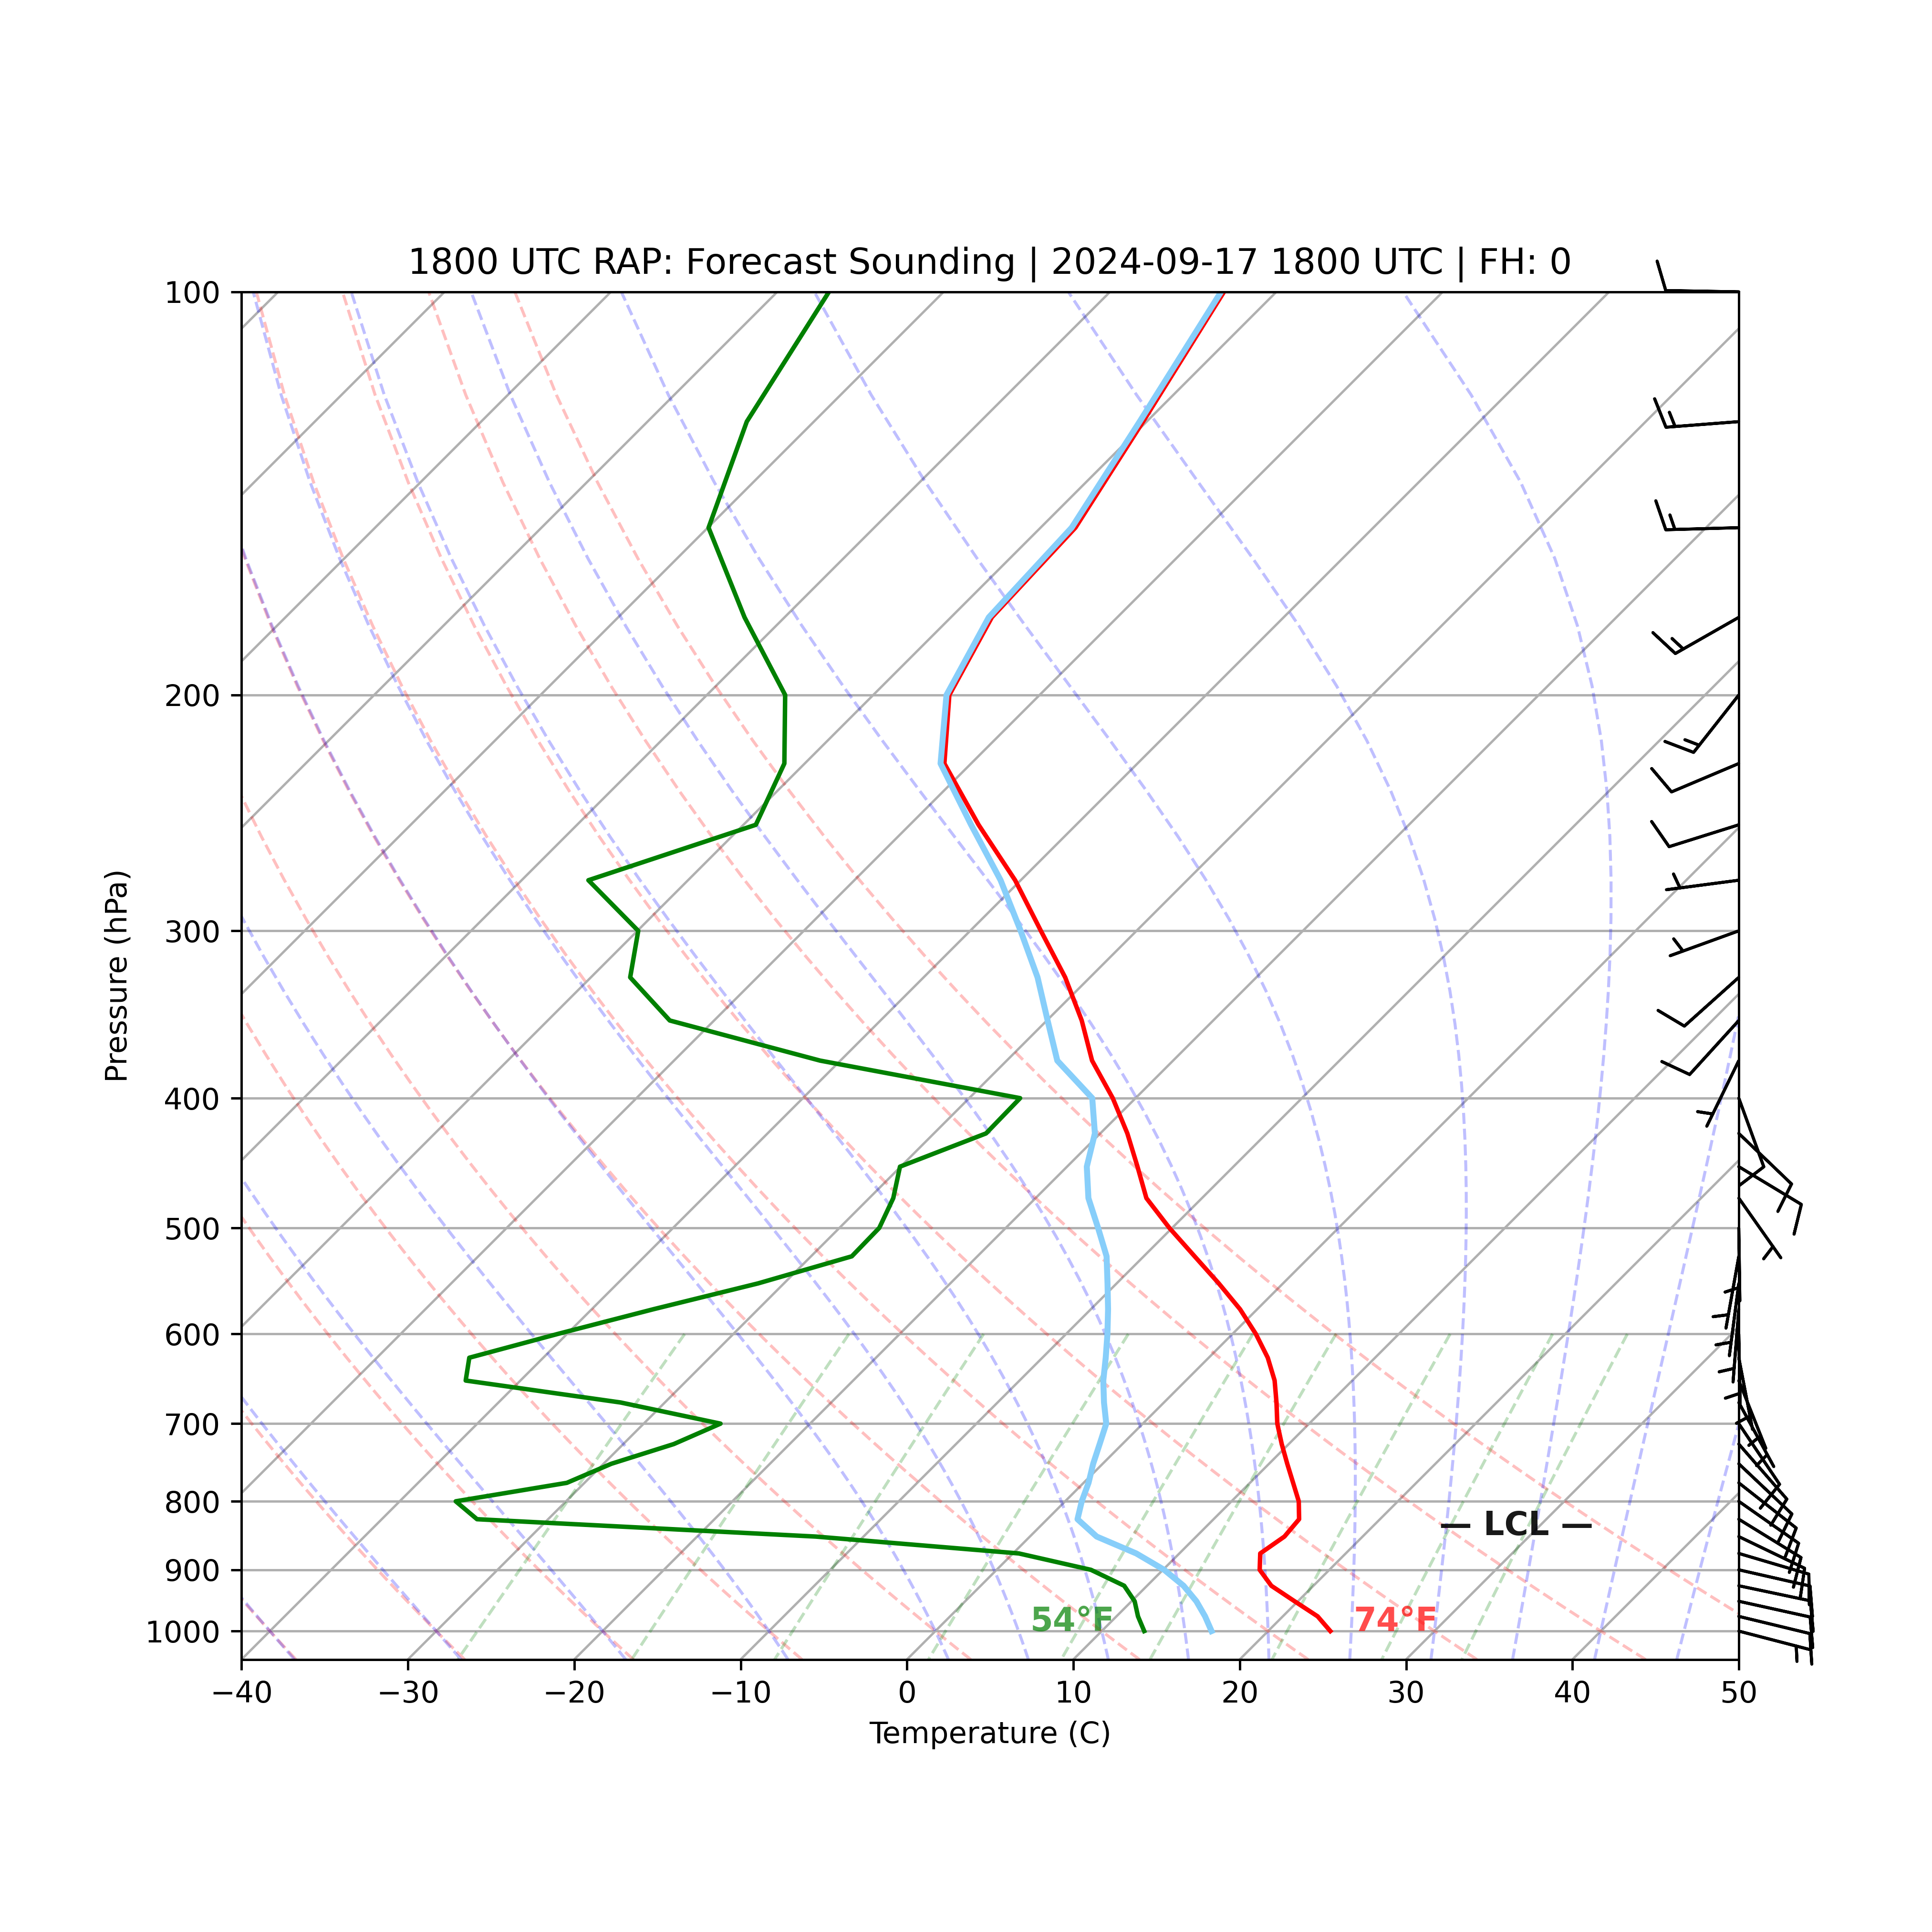 1800 UTC RAP: Forecast Sounding | 2024-09-17 1800 UTC | FH: 0
100
200
300
400
500
600
700
800
900
1000
Pressure (hPa)
— LCL —
54°F
74°F
−40 −30 −20 −10 0 10 20 30 40 50
Temperature (C)